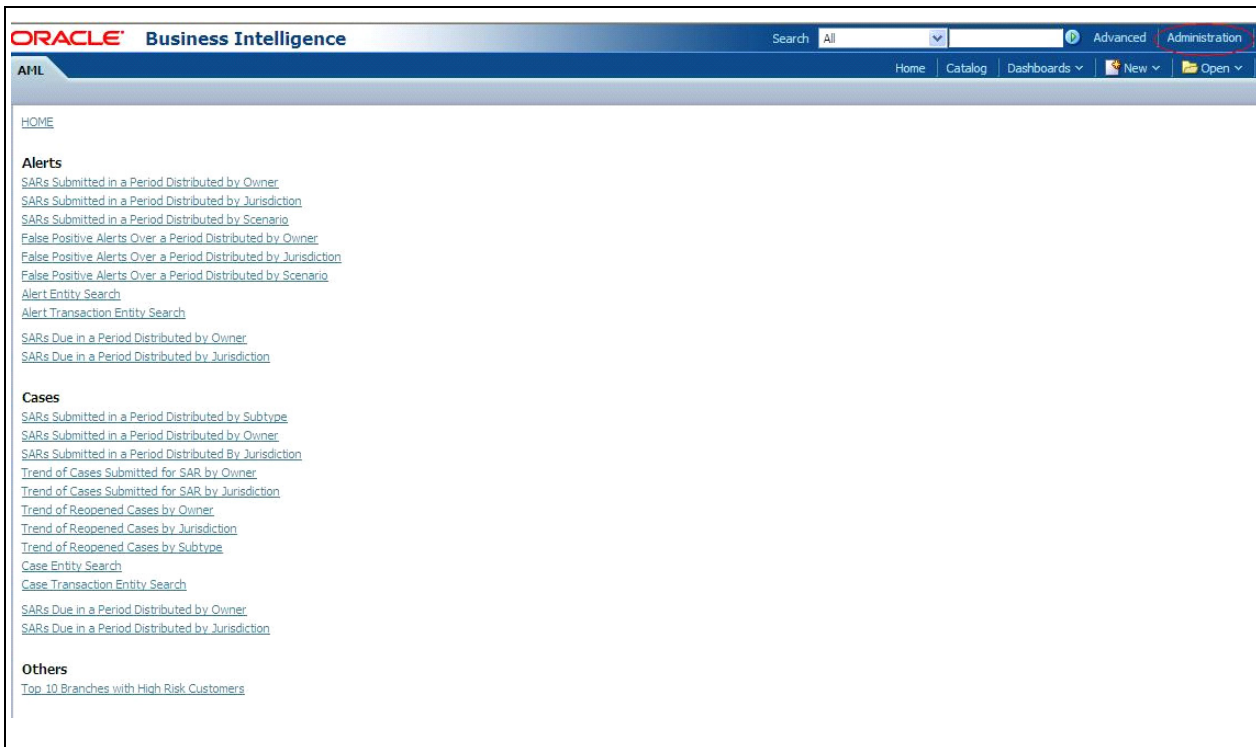 ORACLE Business Intelligence
Search All Advanced Administration
AML
Home Catalog Dashboards New Open
HOME
Alerts
SARs Submitted in a Period Distributed by Owner
SARs Submitted in a Period Distributed by Jurisdiction
SARs Submitted in a Period Distributed by Scenario
False Positive Alerts Over a Period Distributed by Owner
False Positive Alerts Over a Period Distributed by Jurisdiction
False Positive Alerts Over a Period Distributed by Scenario
Alert Entity Search
Alert Transaction Entity Search
SARs Due in a Period Distributed by Owner
SARs Due in a Period Distributed by Jurisdiction
Cases
SARs Submitted in a Period Distributed by Subtype
SARs Submitted in a Period Distributed by Owner
SARs Submitted in a Period Distributed By Jurisdiction
Trend of Cases Submitted for SAR by Owner
Trend of Cases Submitted for SAR by Jurisdiction
Trend of Reopened Cases by Owner
Trend of Reopened Cases by Jurisdiction
Trend of Reopened Cases by Subtype
Case Entity Search
Case Transaction Entity Search
SARs Due in a Period Distributed by Owner
SARs Due in a Period Distributed by Jurisdiction
Others
Top 10 Branches with High Risk Customers